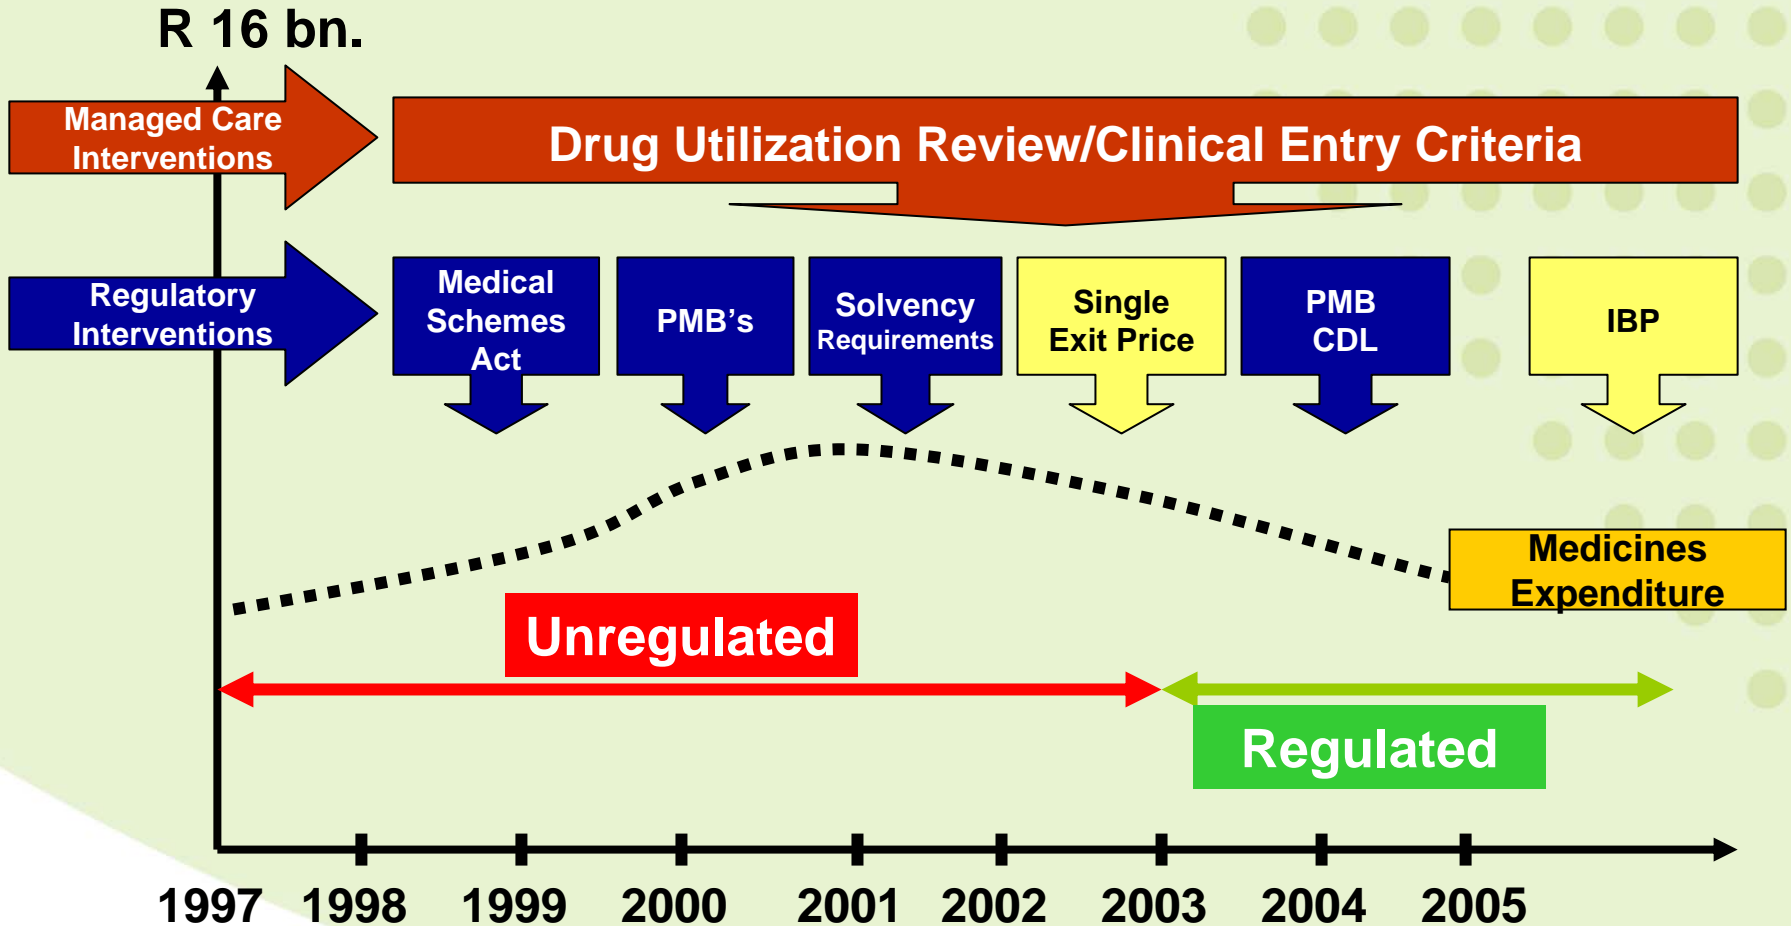 R 16 bn.
Managed Care
Interventions
Drug Utilization Review/Clinical Entry Criteria
Regulatory
Interventions
Medical
Schemes
Act
PMB's
Solvency
Requirements
Single
Exit Price
PMB
CDL
IBP
Medicines
Expenditure
Unregulated
Regulated
1997 1998 1999 2000 2001 2002 2003 2004 2005